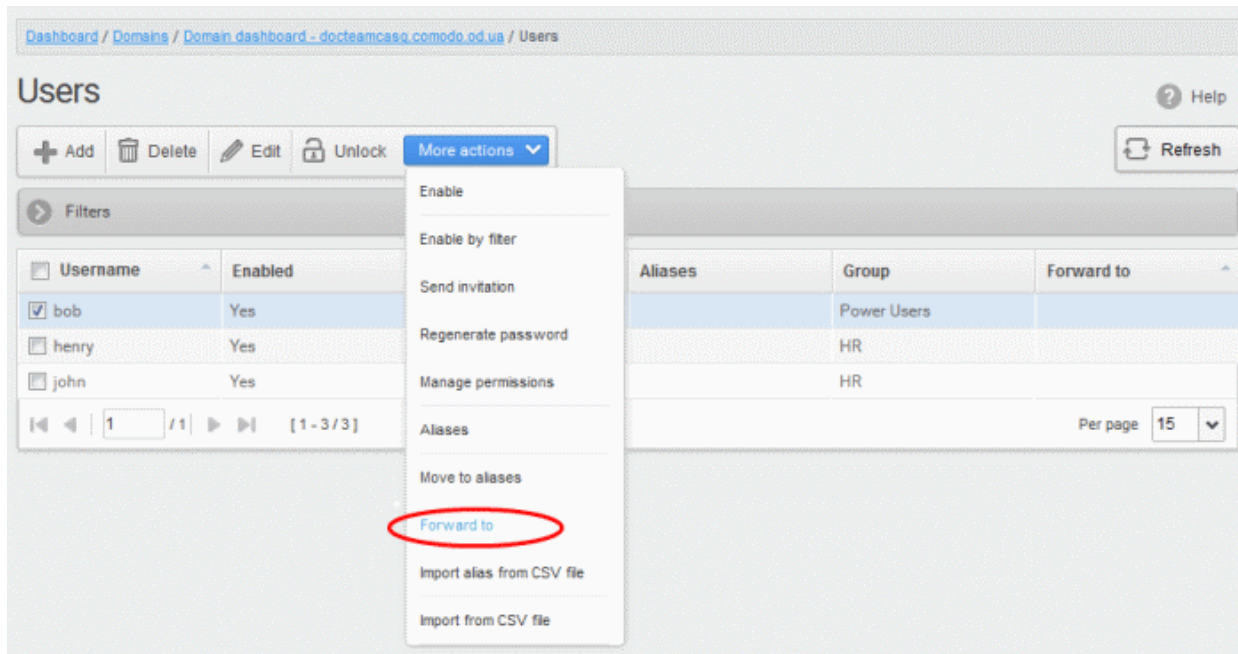 Dashboard / Domains / Domain dashboard - docteamcasg.comodo.od.ua / Users
Users
Help
Add Delete Edit Unlock More actions Refresh
Filters
Username Enabled Aliases Group Forward to
bob Yes Power Users
henry Yes HR
john Yes HR
1 / 1 [ 1 - 3 / 3 ] Per page 15
Enable
Enable by filter
Send invitation
Regenerate password
Manage permissions
Aliases
Move to aliases
Forward to
Import alias from CSV file
Import from CSV file